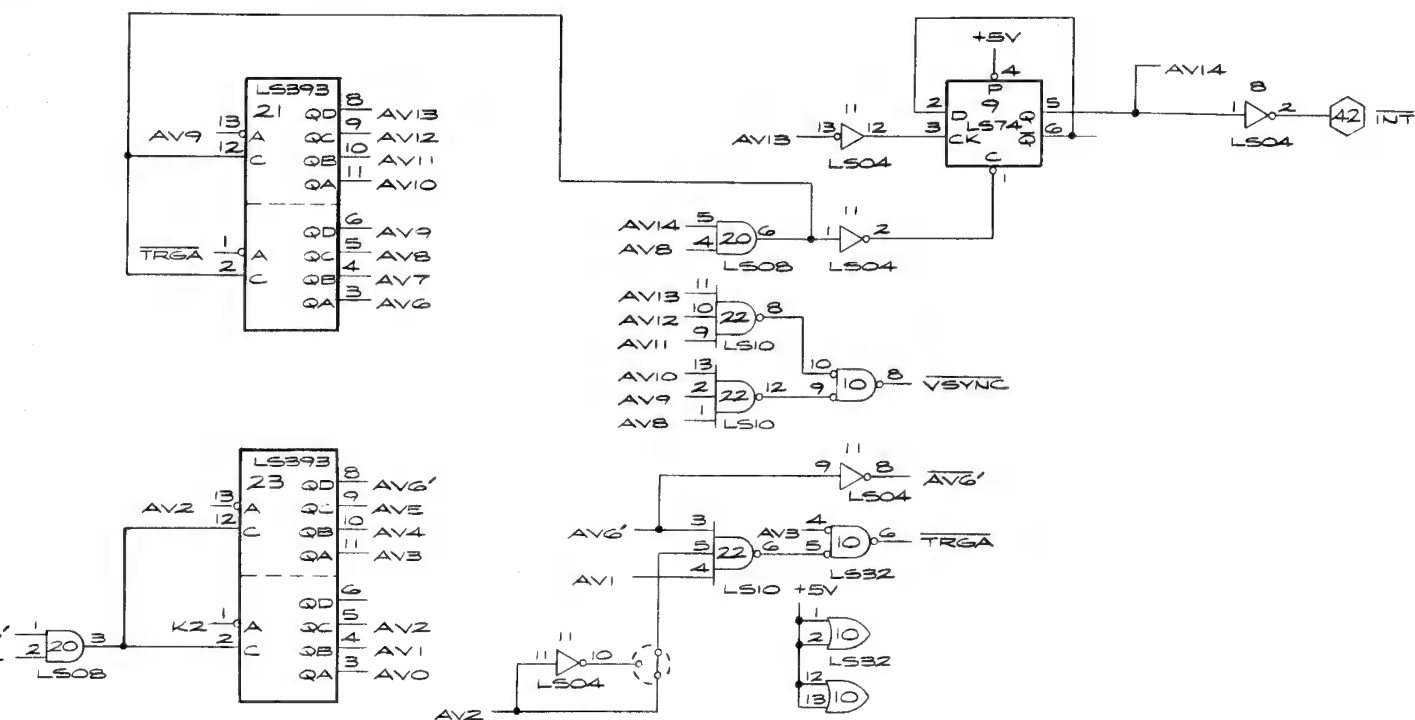 LS393
21
13 AV9 A QD 8 AV13
12 C QC 9 AV12
QB 10 AV11
QA 11 AV10
QD 6 AV9
1 TRGA A QC 5 AV8
2 C QB 4 AV7
QA 3 AV6
+5V
4
P
9
LS74
2 D Q 5
3 CK Q 6
C
1
AV14
11
AV13 13 12
LS04
8
1 2
LS04
42 INT
AV14 5
AV8 4
20 6
LS08
11
1 2
LS04
AV13 11
AV12 10
AV11 9
22 8
LS10
AV10 13
AV9 2
AV8 1
22 12
LS10
10
9
10 8 VSYNC
LS393
23
AV2 13 A QD 8 AV6'
12 C QC 9 AV5
QB 10 AV4
QA 11 AV3
QD 6
K2 1 A QC 5 AV2
2 C QB 4 AV1
QA 3 AV0
1
2
20 3
LS08
11
9 8 AV6'
LS04
AV6' 3
5
AV1 4
22 6
LS10
AV3 4
5
10 6 TRGA
LS32
+5V
1
2 10
LS32
12
13 10
11
11 10
LS04
AV2